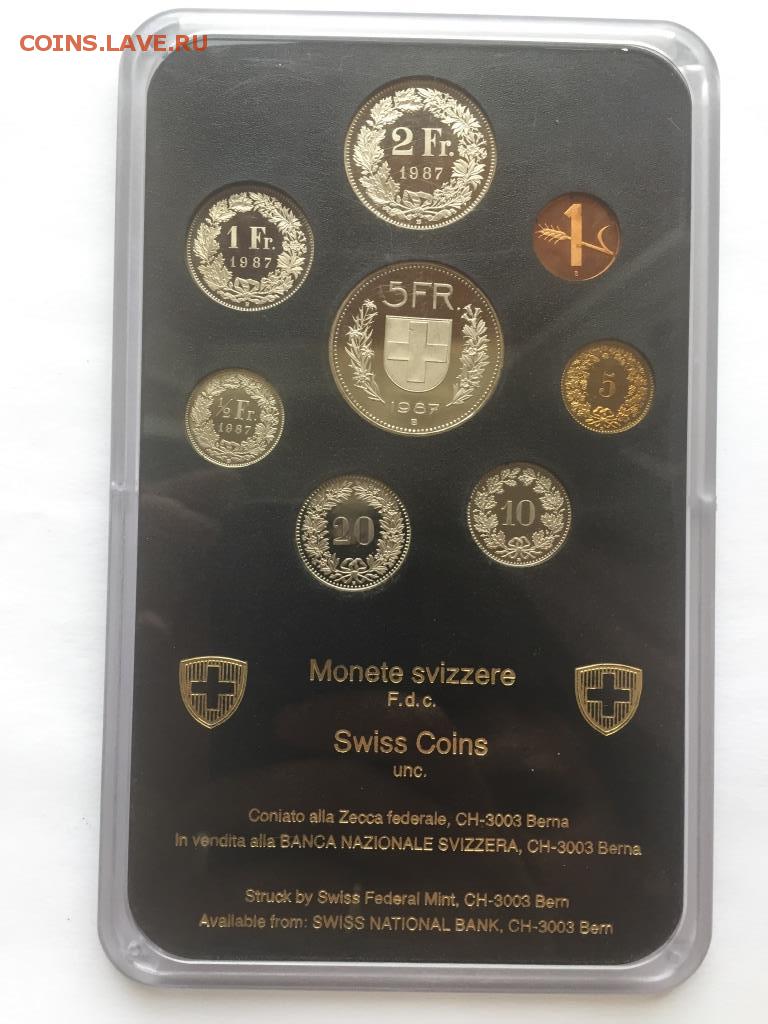 COINS.LAVE.RU
2 Fr.
1987
B
1 Fr.
1987
B
1
B
5 FR.
1987
B
½ Fr.
1987
B
5
20
10
Monete svizzere
F.d.c.
Swiss Coins
unc.
Coniato alla Zecca federale, CH-3003 Berna
In vendita alla BANCA NAZIONALE SVIZZERA, CH-3003 Berna
Struck by Swiss Federal Mint, CH-3003 Bern
Available from: SWISS NATIONAL BANK, CH-3003 Bern